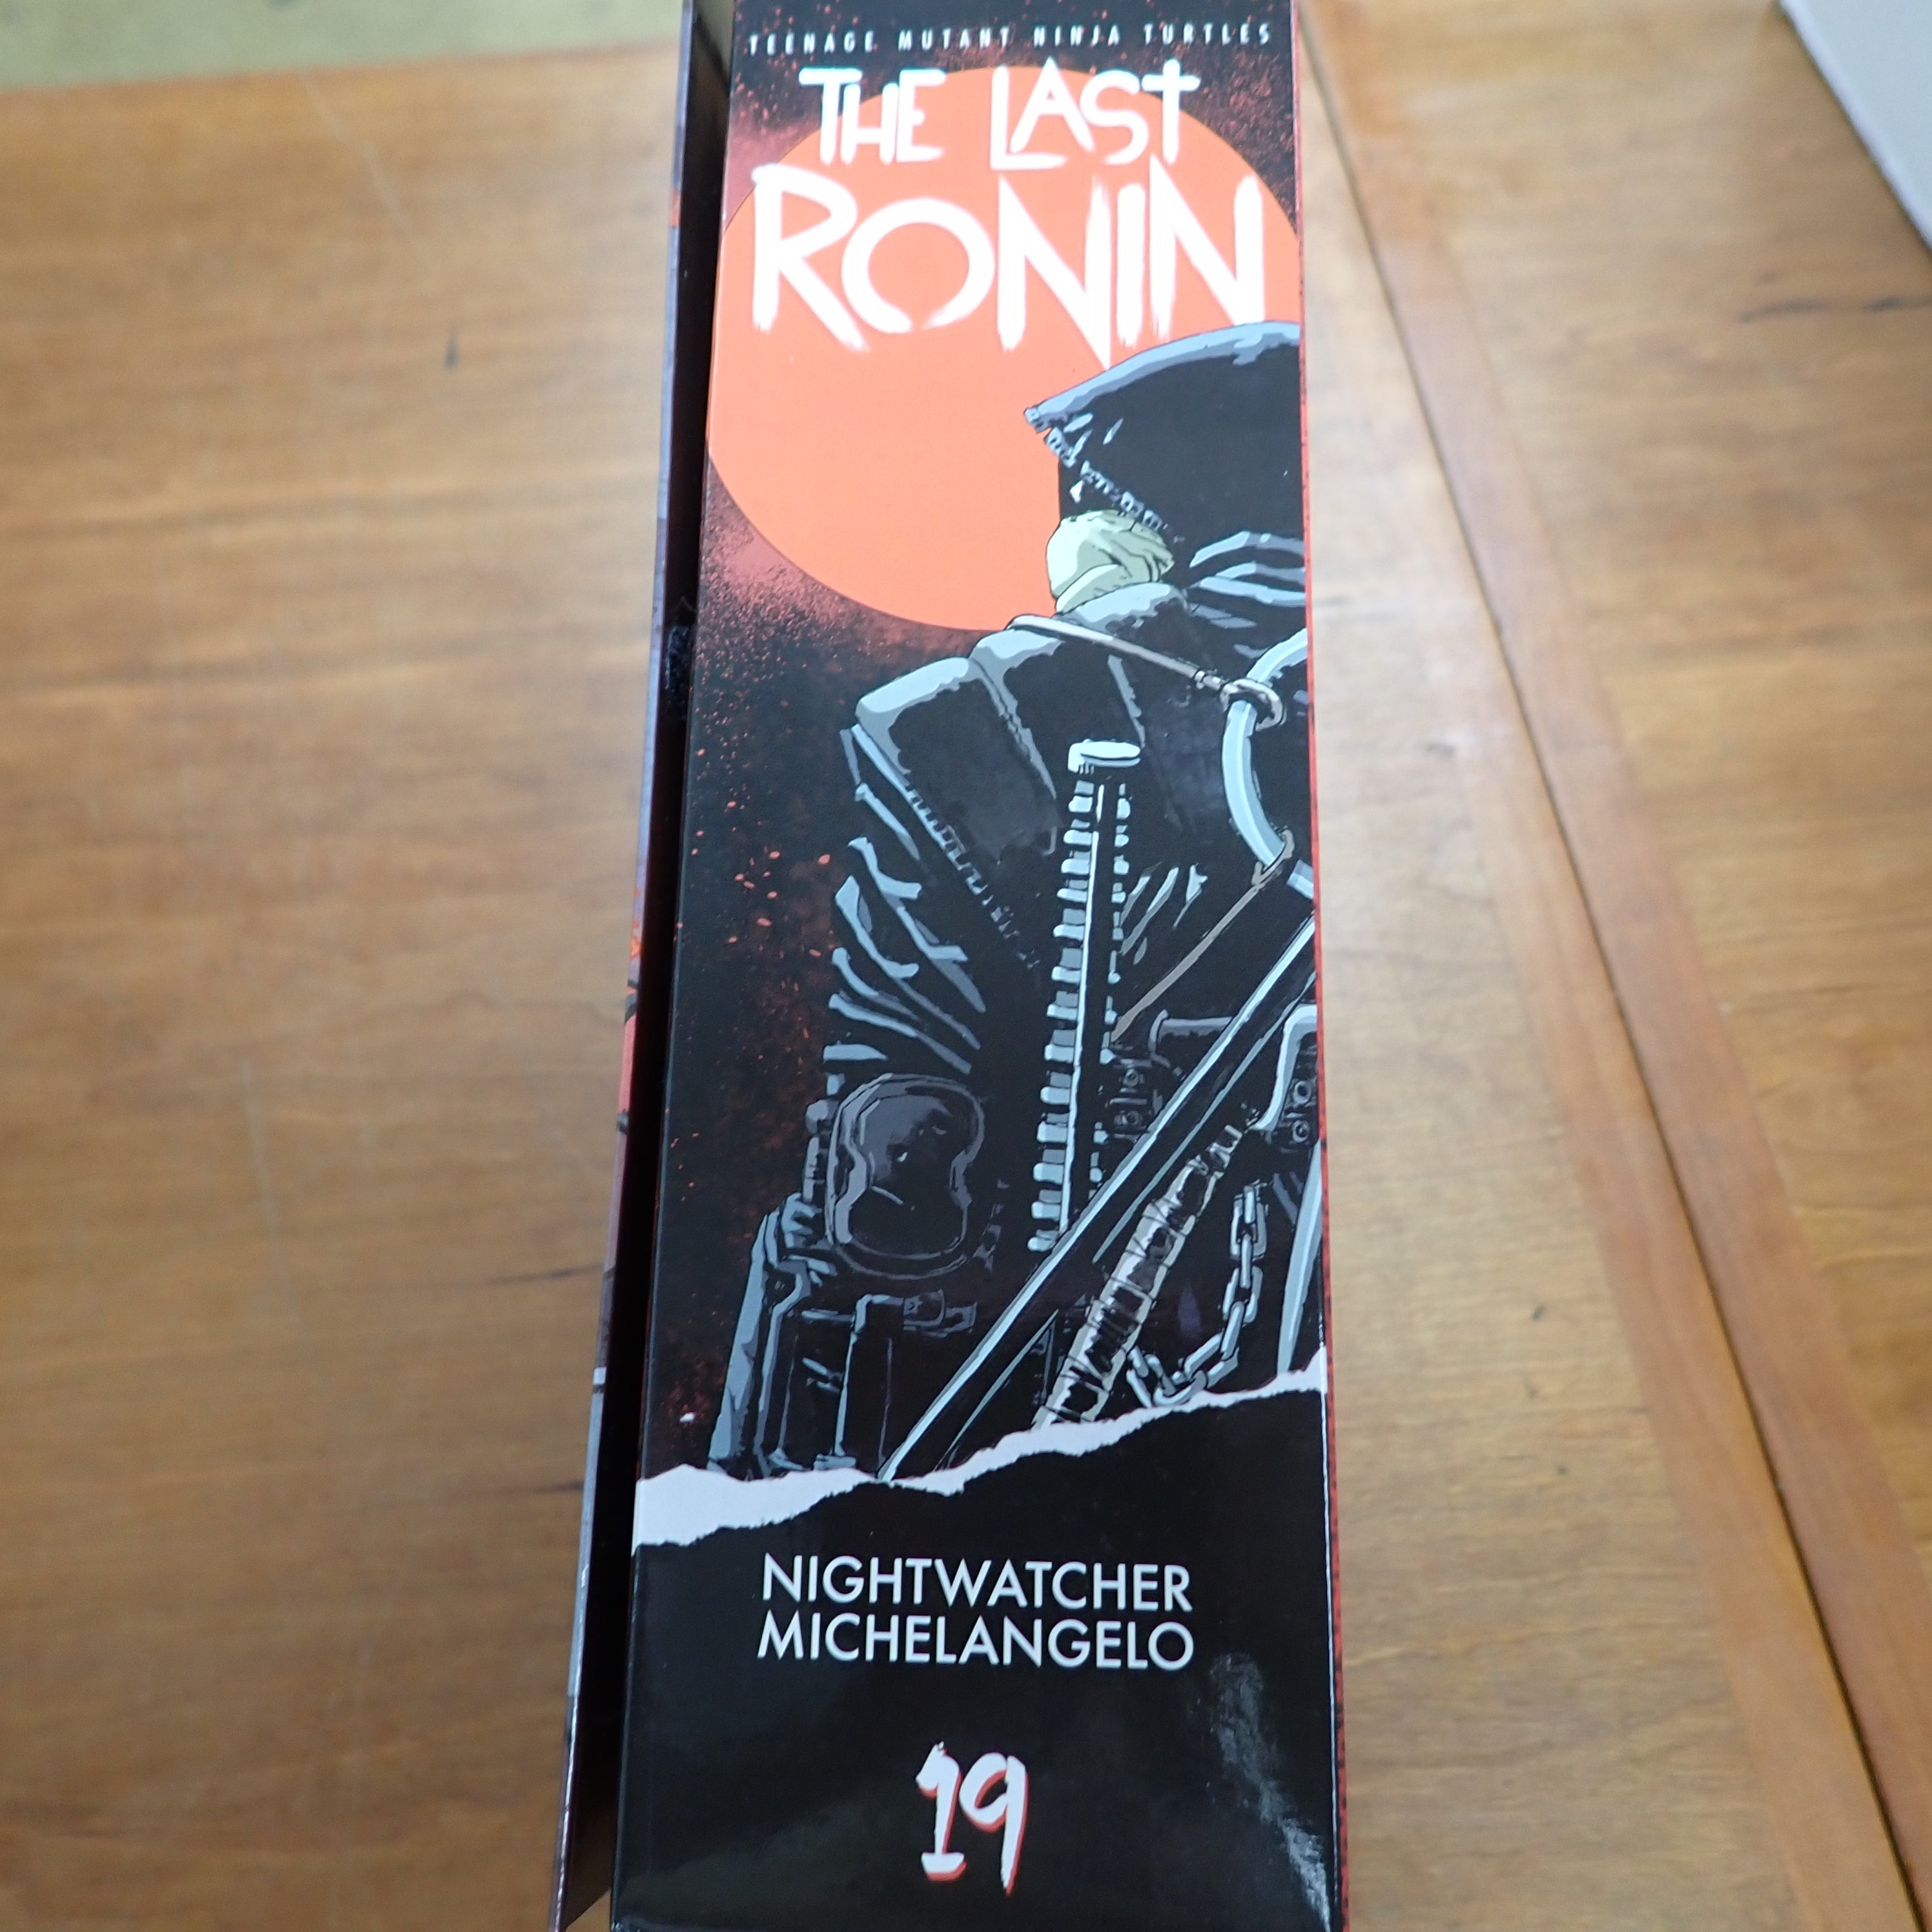 TEENAGE MUTANT NINJA TURTLES
THE LAST
RONIN
NIGHTWATCHER
MICHELANGELO
19